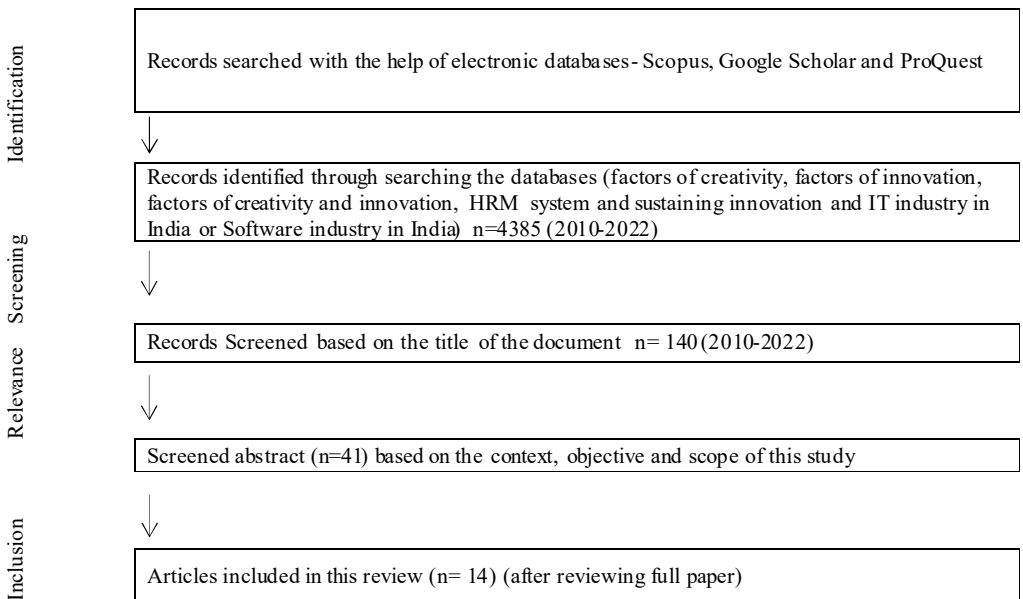 Identification
Records searched with the help of electronic databases- Scopus, Google Scholar and ProQuest
Records identified through searching the databases (factors of creativity, factors of innovation,
factors of creativity and innovation, HRM system and sustaining innovation and IT industry in
India or Software industry in India) n=4385 (2010-2022)
Screening
Records Screened based on the title of the document n= 140 (2010-2022)
Relevance
Screened abstract (n=41) based on the context, objective and scope of this study
Inclusion
Articles included in this review (n= 14) (after reviewing full paper)